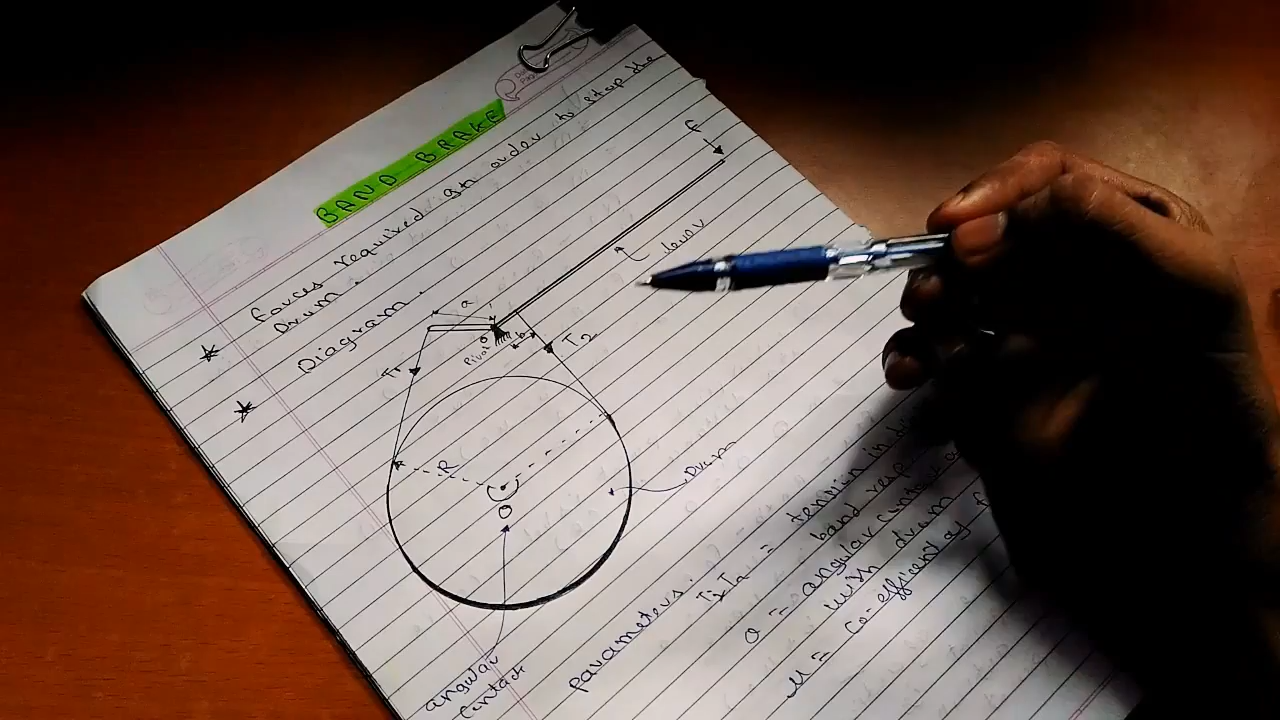 BAND BRAKE
forces required in order to stop the
Drum.
Diagram.
F
lever
a
Pivot
b
T1
T2
R
θ
Drum
angular
contact
parameters:
T1, T2 = tension in
band resp
θ = angular contact
with drum
μ = co-efficient of